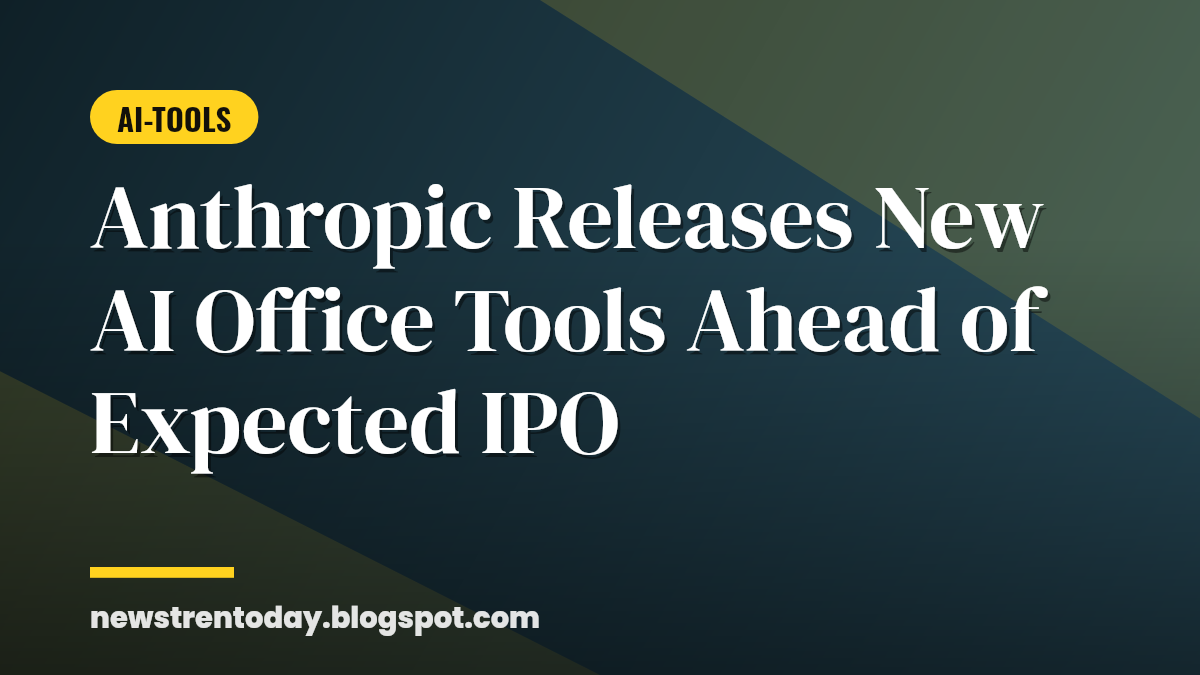 AI-TOOLS
Anthropic Releases New
AI Office Tools Ahead of
Expected IPO
newstrentoday.blogspot.com